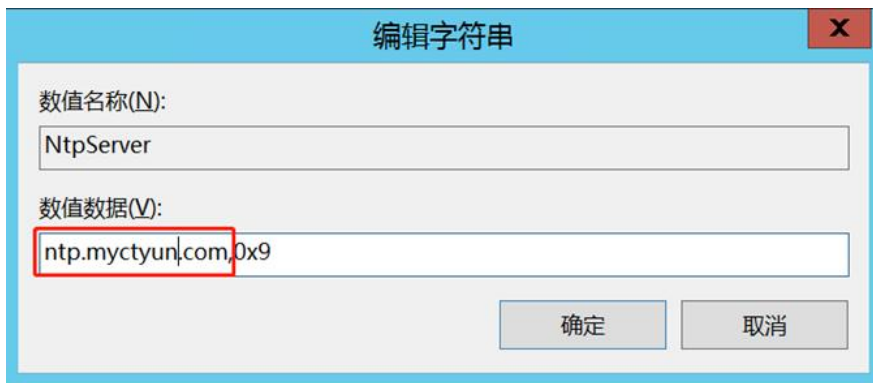 编辑字符串
X
数值名称(N):
NtpServer
数值数据(V):
ntp.myctyun.com,0x9
确定 取消